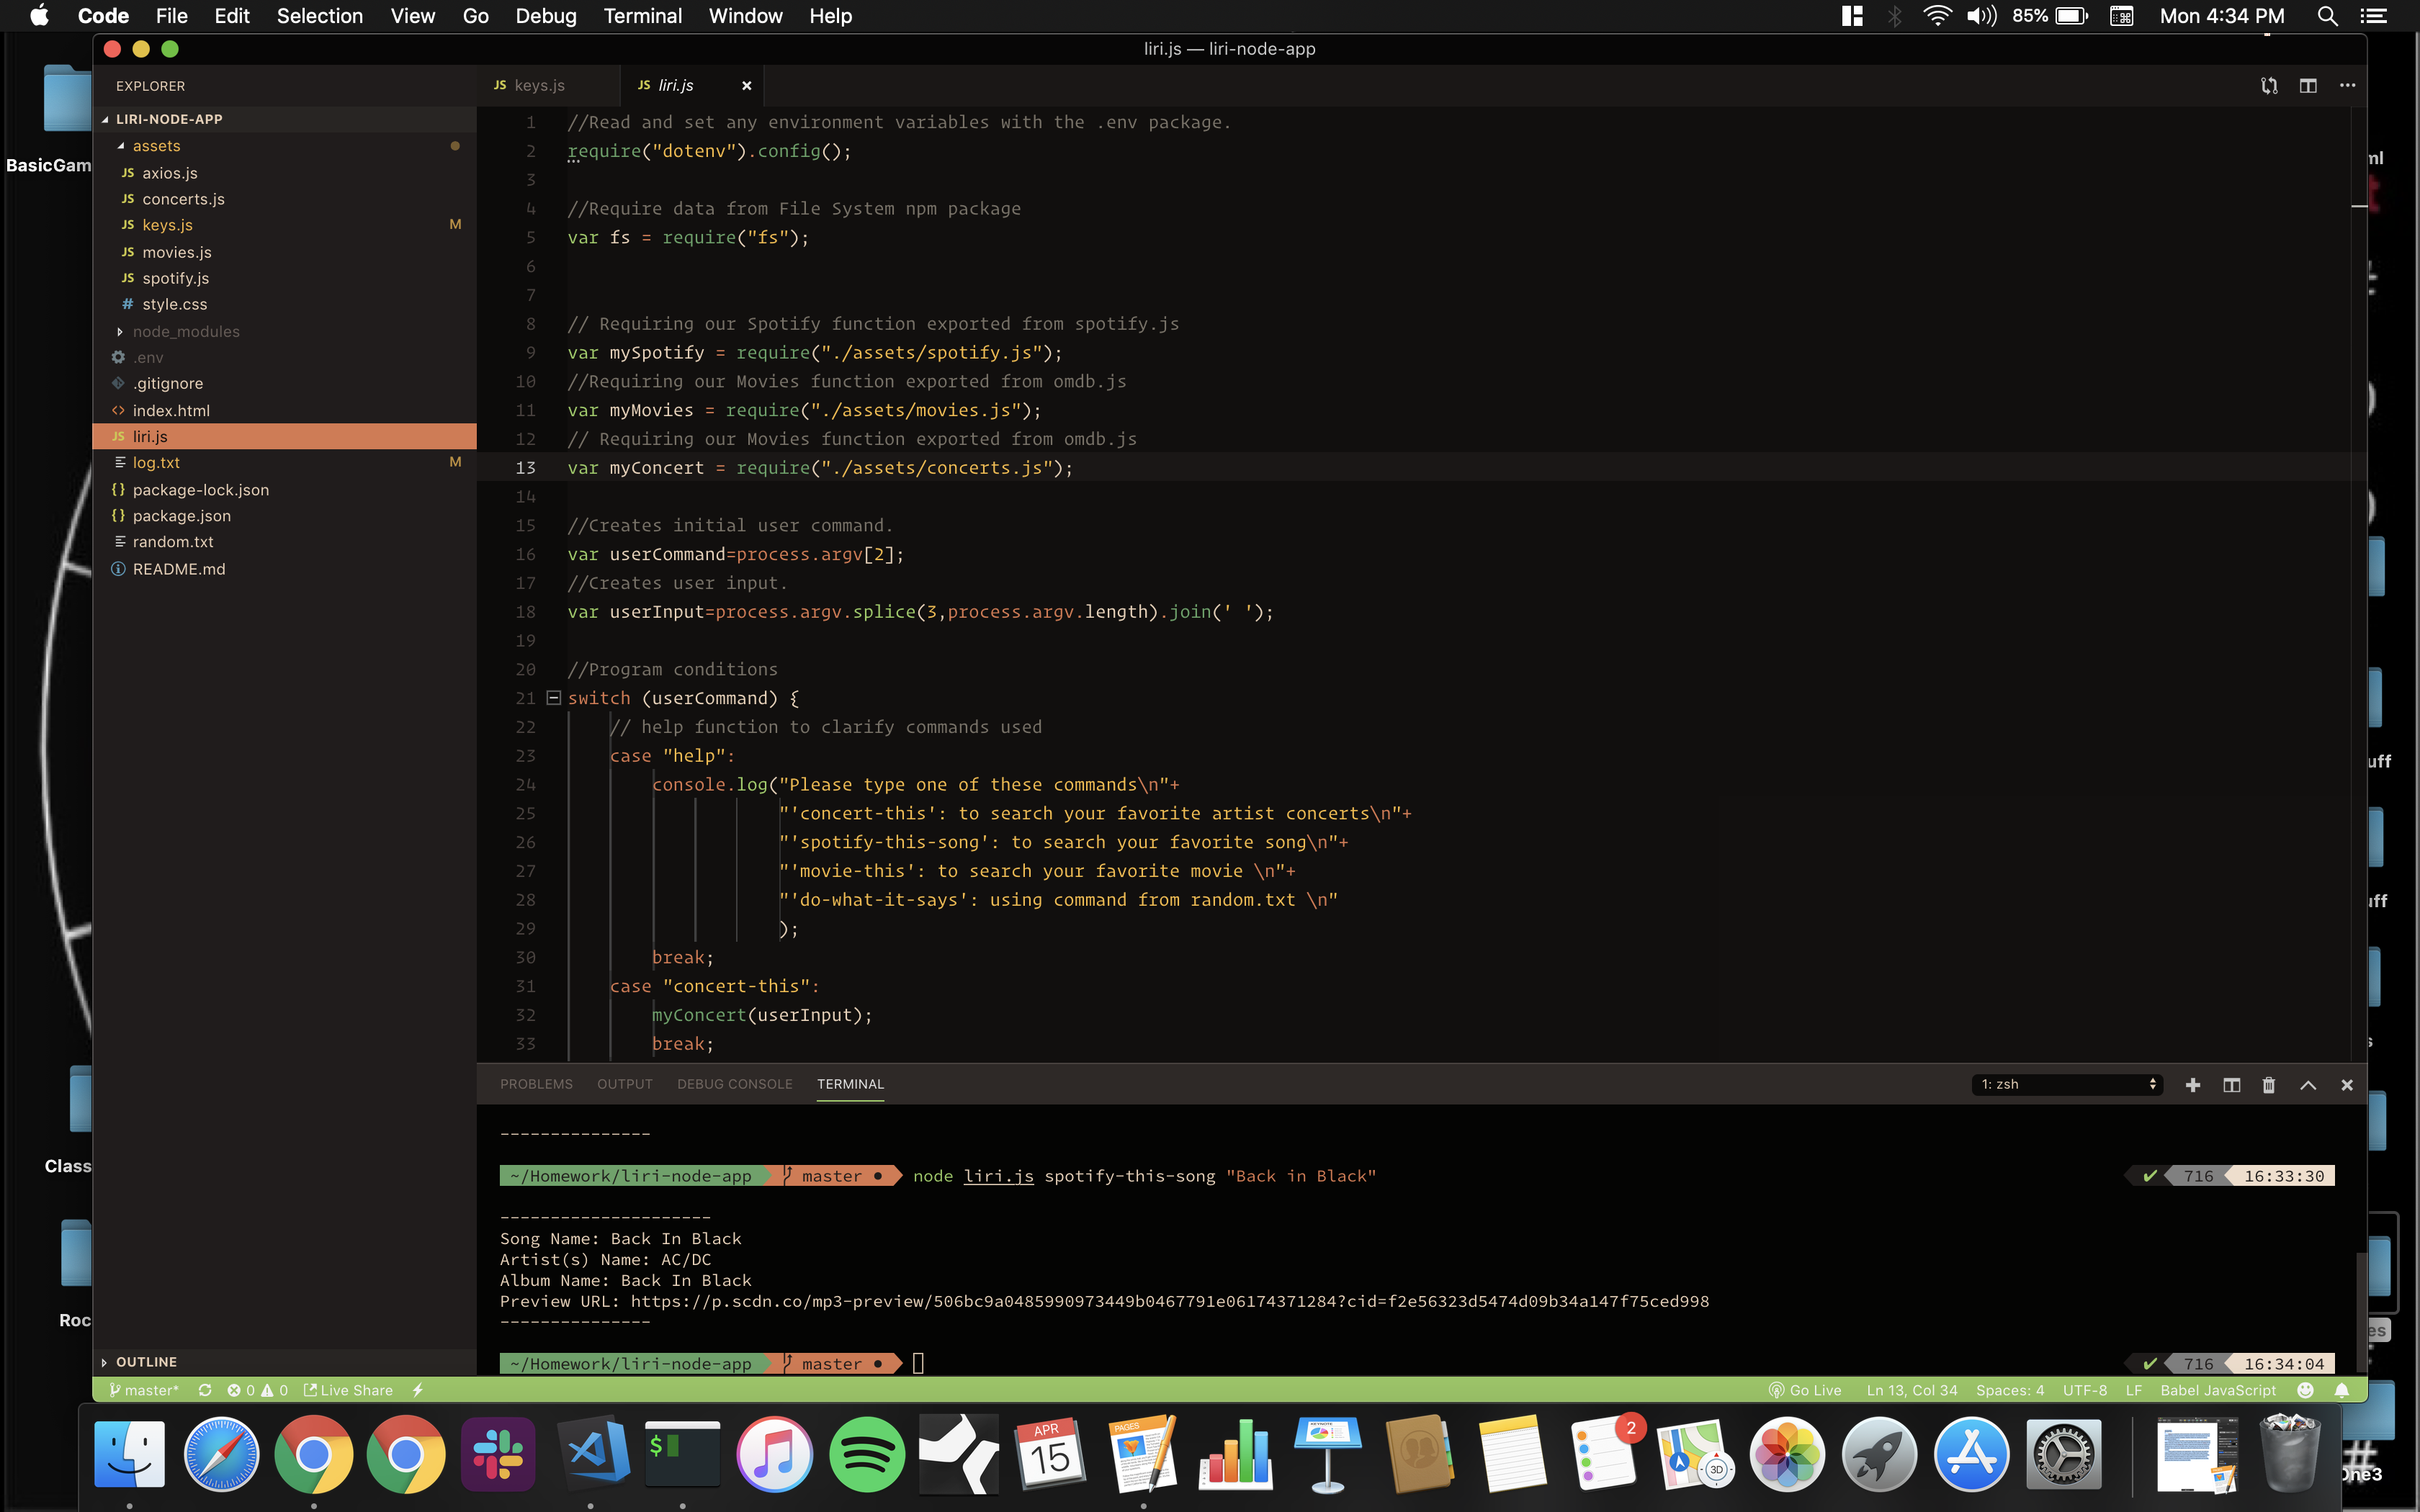 Code File Edit Selection View Go Debug Terminal Window Help 85% Mon 4:34 PM
liri.js — liri-node-app
EXPLORER
LIRI-NODE-APP
assets
JS axios.js
JS concerts.js
JS keys.js M
JS movies.js
JS spotify.js
# style.css
node_modules
.env
.gitignore
<> index.html
JS liri.js
log.txt M
{} package-lock.json
{} package.json
random.txt
README.md
OUTLINE
JS keys.js JS liri.js
1 //Read and set any environment variables with the .env package.
2 require("dotenv").config();
3
4 //Require data from File System npm package
5 var fs = require("fs");
6
7
8 // Requiring our Spotify function exported from spotify.js
9 var mySpotify = require("./assets/spotify.js");
10 //Requiring our Movies function exported from omdb.js
11 var myMovies = require("./assets/movies.js");
12 // Requiring our Movies function exported from omdb.js
13 var myConcert = require("./assets/concerts.js");
14
15 //Creates initial user command.
16 var userCommand=process.argv[2];
17 //Creates user input.
18 var userInput=process.argv.splice(3,process.argv.length).join(' ');
19
20 //Program conditions
21 switch (userCommand) {
22 // help function to clarify commands used
23 case "help":
24 console.log("Please type one of these commands\n"+
25 "'concert-this': to search your favorite artist concerts\n"+
26 "'spotify-this-song': to search your favorite song\n"+
27 "'movie-this': to search your favorite movie \n"+
28 "'do-what-it-says': using command from random.txt \n"
29 );
30 break;
31 case "concert-this":
32 myConcert(userInput);
33 break;
PROBLEMS OUTPUT DEBUG CONSOLE TERMINAL 1: zsh
---------------
~/Homework/liri-node-app master ● node liri.js spotify-this-song "Back in Black" ✔ 716 16:33:30
---------------------
Song Name: Back In Black
Artist(s) Name: AC/DC
Album Name: Back In Black
Preview URL: https://p.scdn.co/mp3-preview/506bc9a0485990973449b0467791e06174371284?cid=f2e56323d5474d09b34a147f75ced998
---------------
~/Homework/liri-node-app master ● ✔ 716 16:34:04
master* 0 0 Live Share Go Live Ln 13, Col 34 Spaces: 4 UTF-8 LF Babel JavaScript
BasicGam
Class
Roc
ml
uff
uff
s
es
One3
$
APR
15
PAGES
KEYNOTE
2
3D